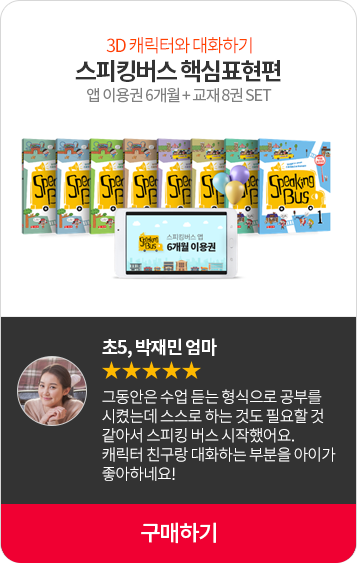 3D 캐릭터와 대화하기
스피킹버스 핵심표현편
앱 이용권 6개월 + 교재 8권 SET
Speaking
Bus
1
스피킹버스 앱
6개월 이용권
초5, 박재민 엄마
★★★★★
그동안은 수업 듣는 형식으로 공부를
시켰는데 스스로 하는 것도 필요할 것
같아서 스피킹 버스 시작했어요.
캐릭터 친구랑 대화하는 부분을 아이가
좋아하네요!
구매하기